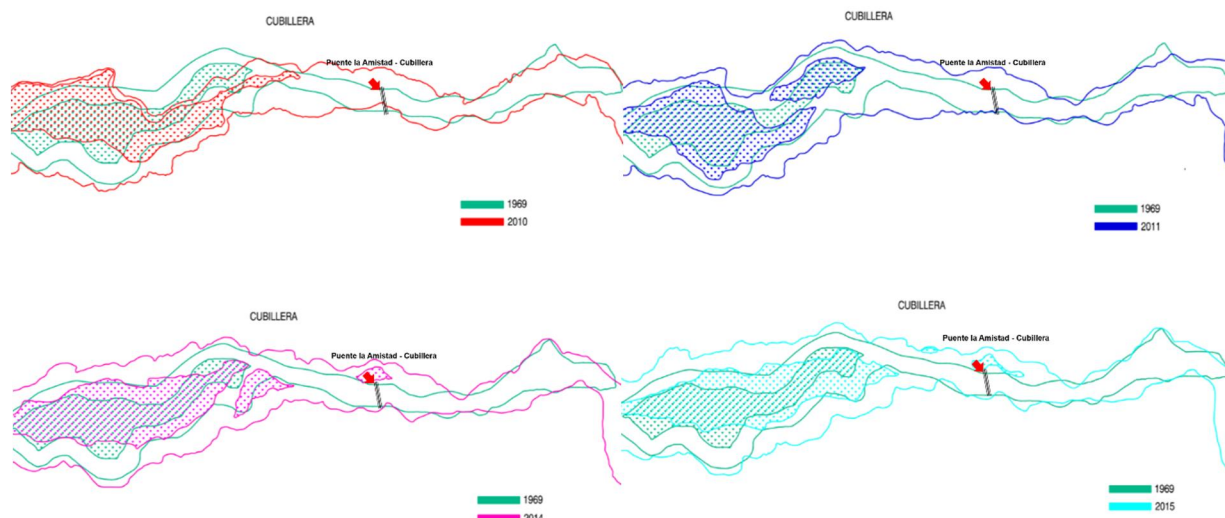 CUBILLERA
Puente la Amistad - Cubillera
1969
2010
CUBILLERA
Puente la Amistad - Cubillera
1969
2011
CUBILLERA
Puente la Amistad - Cubillera
1969
2014
CUBILLERA
Puente la Amistad - Cubillera
1969
2015